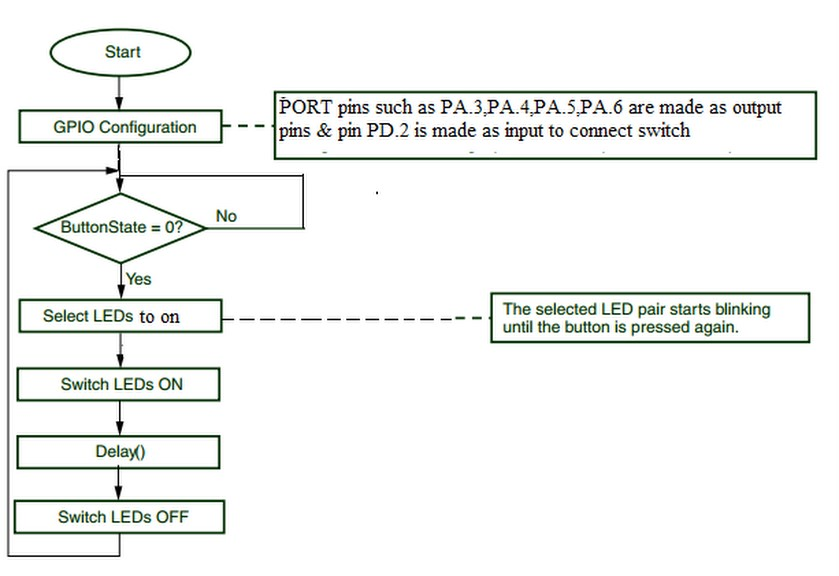 Start
GPIO Configuration
PORT pins such as PA.3,PA.4,PA.5,PA.6 are made as output
pins & pin PD.2 is made as input to connect switch
ButtonState = 0?
No
Yes
Select LEDs to on
The selected LED pair starts blinking
until the button is pressed again.
Switch LEDs ON
Delay()
Switch LEDs OFF